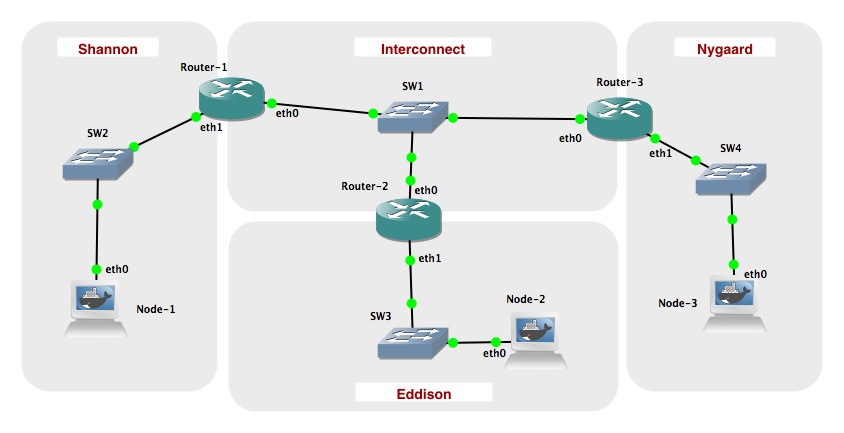 Shannon
Interconnect
Nygaard
Router-1
SW1
Router-3
eth0
eth1
eth0
SW2
eth1
SW4
Router-2
eth0
eth0
Node-1
eth1
SW3
Node-2
eth0
eth0
Node-3
Eddison